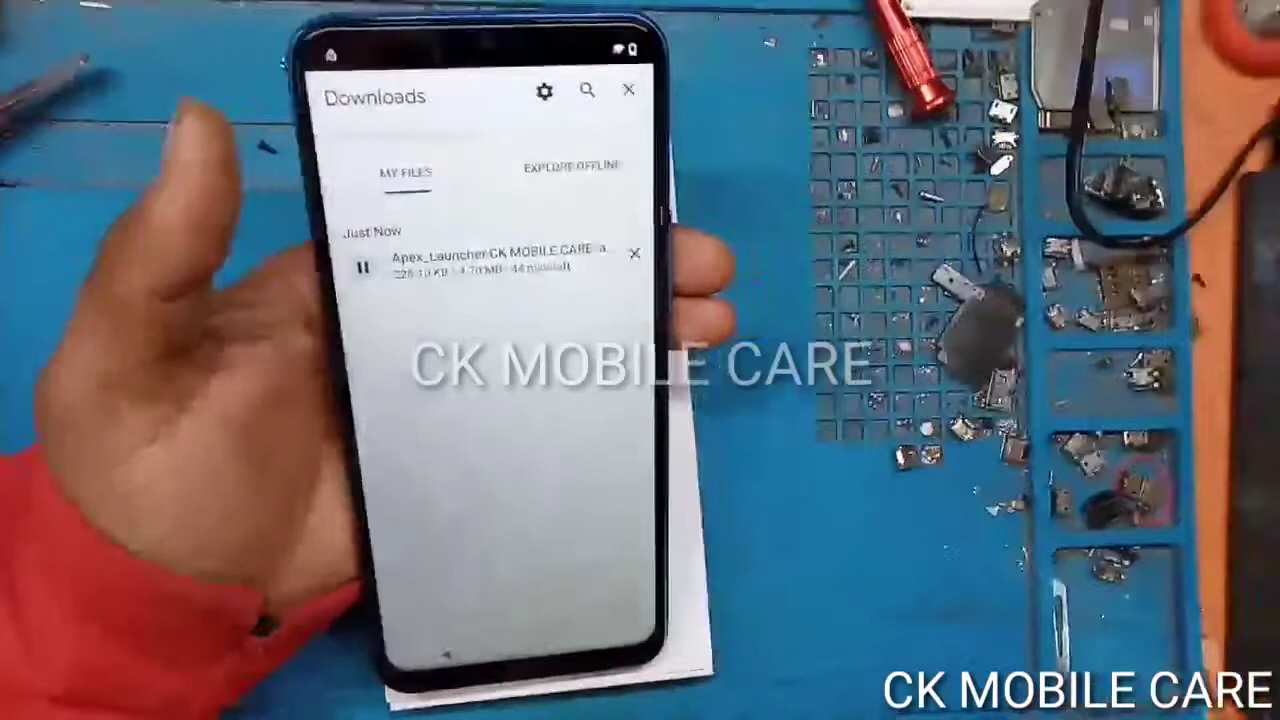 Downloads
MY FILES
EXPLORE OFFLINE
Just Now
Apex_Launcher.CK MOBILE.CARE a...
CK MOBILE CARE
CK MOBILE CARE